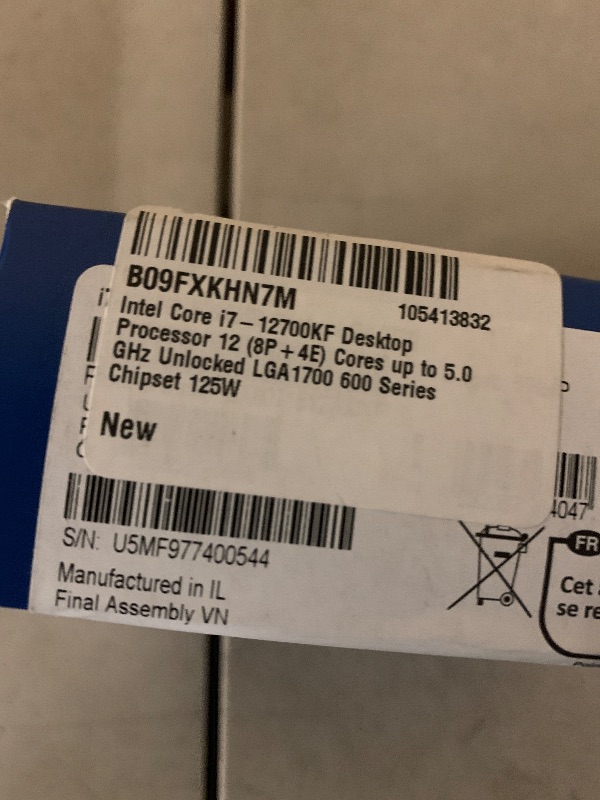 B09FXKHN7M
105413832
Intel Core i7-12700KF Desktop
Processor 12 (8P+4E) Cores up to 5.0
GHz Unlocked LGA1700 600 Series
Chipset 125W
New
S/N: U5MF977400544
Manufactured in IL
Final Assembly VN
4047
FR
Cet
se re